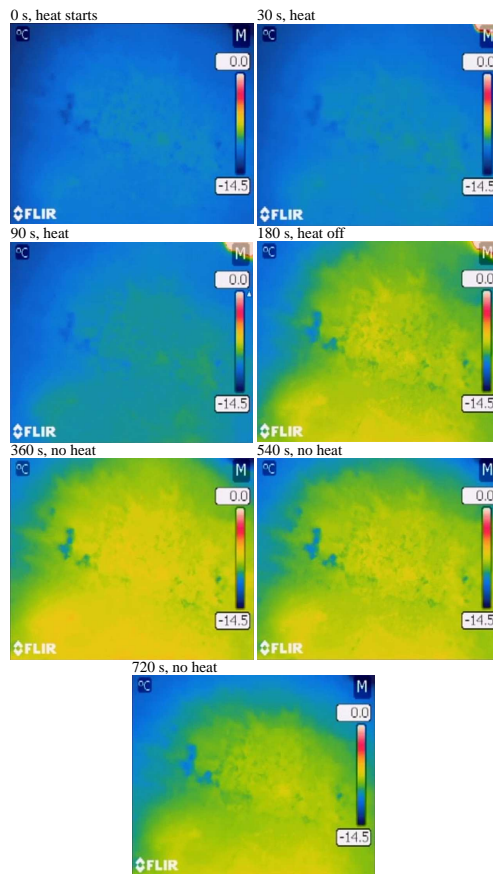 0 s, heat starts
30 s, heat
°C M
0.0
-14.5
FLIR
°C M
0.0
-14.5
FLIR
90 s, heat
180 s, heat off
°C M
0.0
-14.5
FLIR
°C M
0.0
-14.5
FLIR
360 s, no heat
540 s, no heat
°C M
0.0
-14.5
FLIR
°C M
0.0
-14.5
FLIR
720 s, no heat
°C M
0.0
-14.5
FLIR